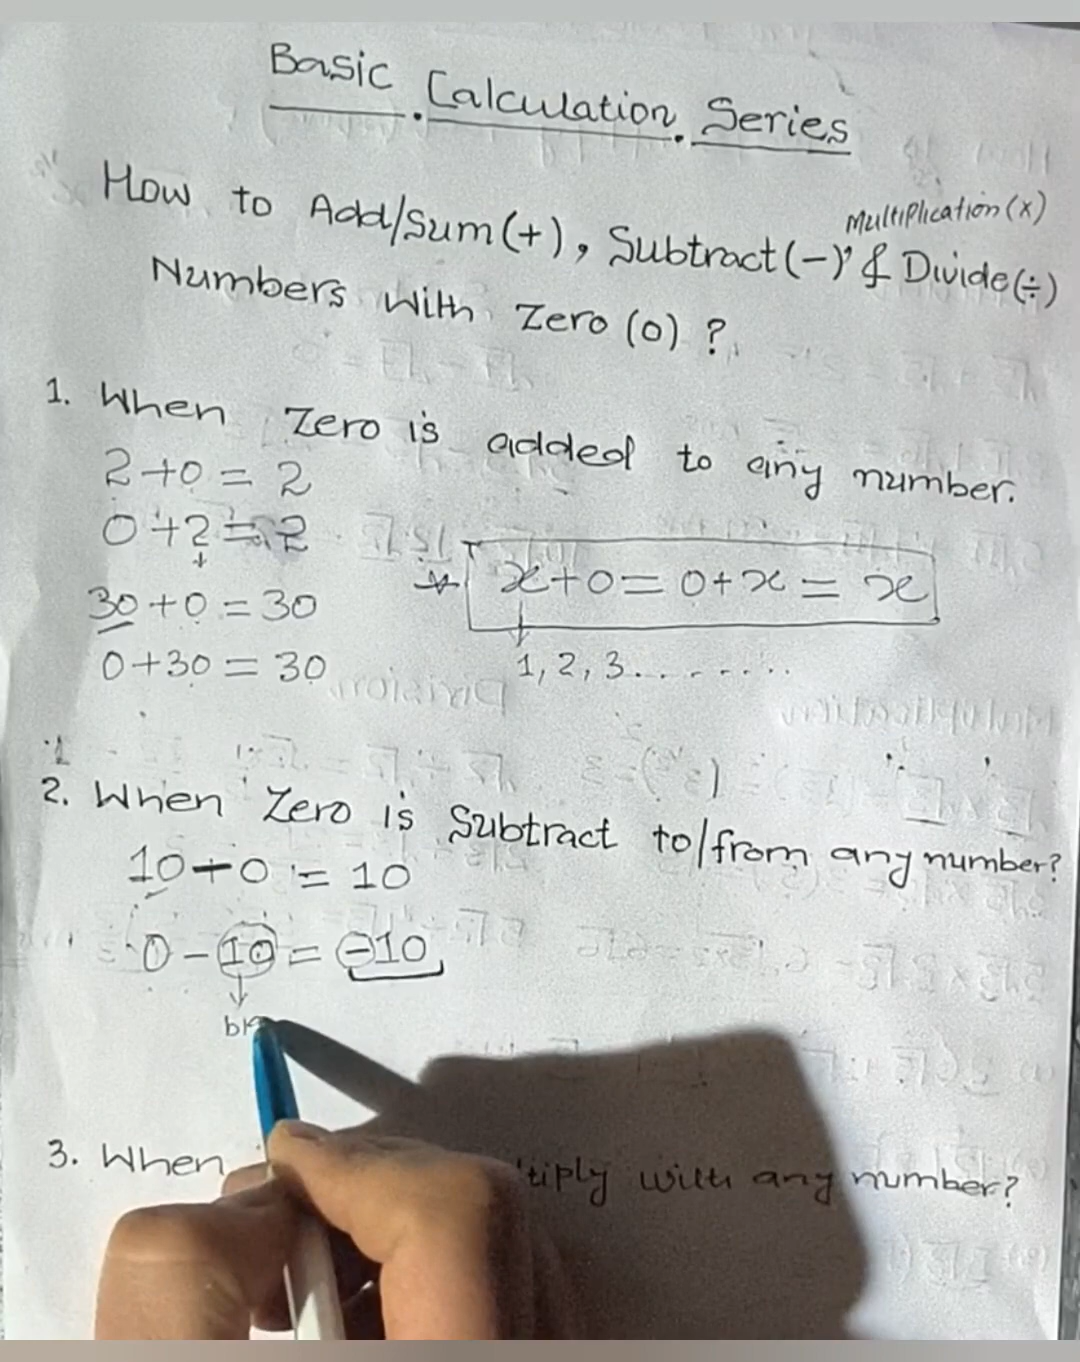 Basic Calculation Series
How to Add/Sum(+), Subtract(-), Multiplication(x) & Divide(÷)
Numbers with Zero (0) ?
1. When Zero is added to any number.
2+0 = 2
0+2=2
30+0=30
0+30=30
x+0=0+x=x
1, 2, 3........
2. When Zero is Subtract to/from any number?
10-0=10
0-10=-10
3. When tiply with any number?